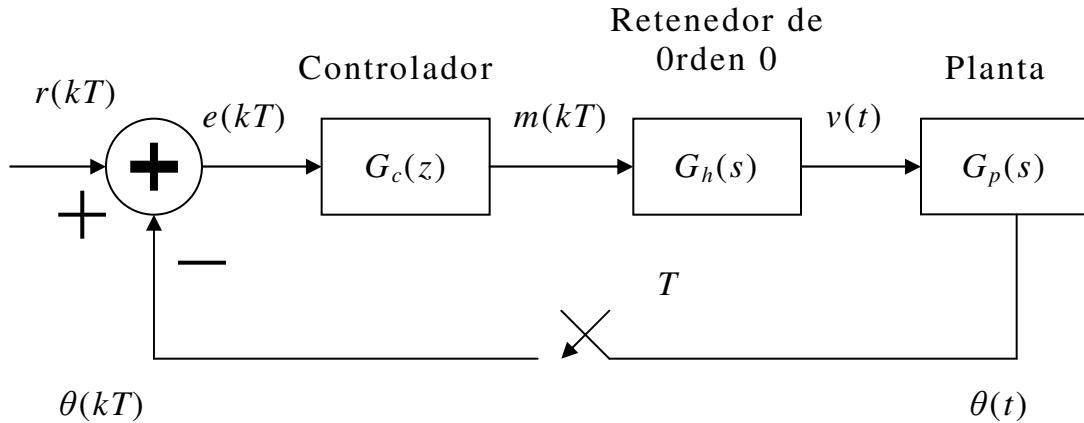 Retenedor de
0rden 0
Controlador
Planta
r(kT)
e(kT)
m(kT)
v(t)
+
G_c(z)
G_h(s)
G_p(s)
+
−
T
θ(kT)
θ(t)